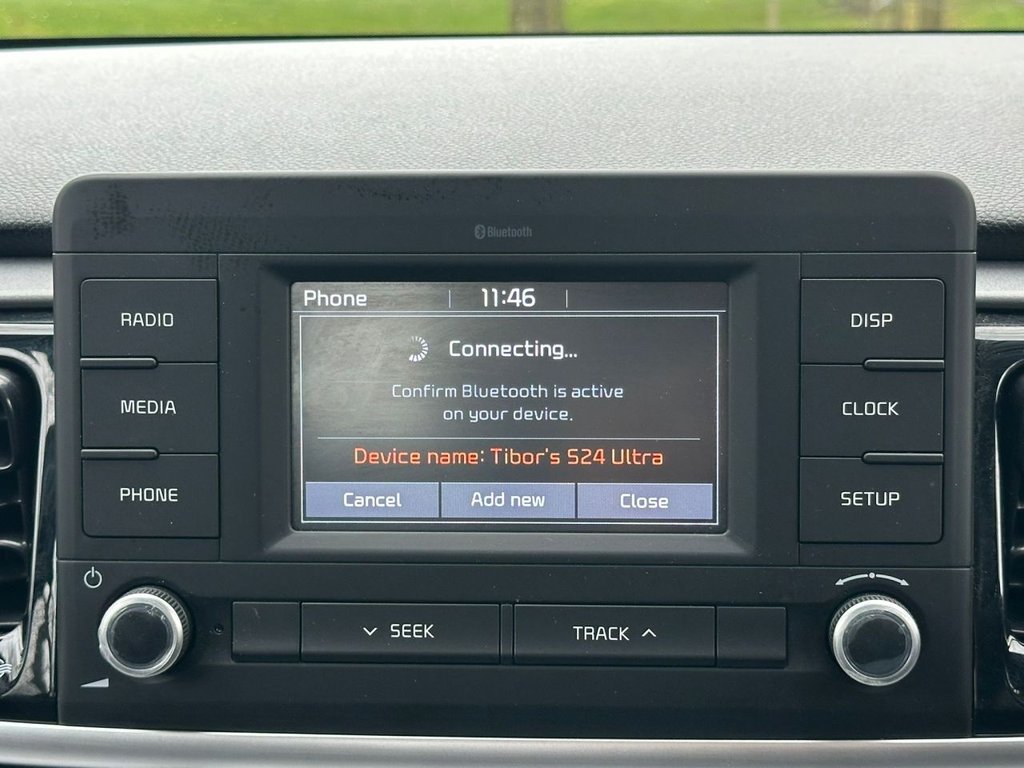 Bluetooth
Phone 11:46
Connecting...
Confirm Bluetooth is active
on your device.
Device name: Tibor's S24 Ultra
Cancel Add new Close
RADIO
MEDIA
PHONE
DISP
CLOCK
SETUP
SEEK
TRACK